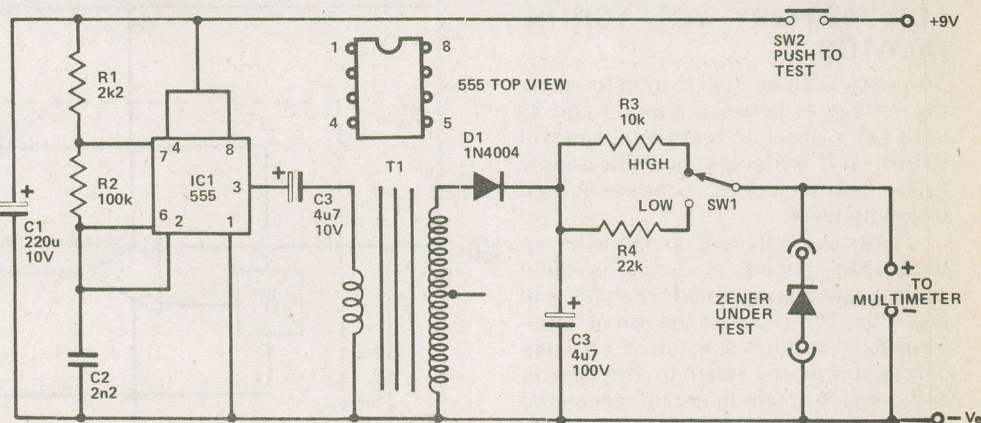 +9V
SW2
PUSH TO
TEST
R1
2k2
1
8
4
5
555 TOP VIEW
R3
10k
D1
1N4004
HIGH
LOW
SW1
R4
22k
T1
7
4
8
IC1
555
3
6
2
1
R2
100k
+
C1
220u
10V
+
C3
4u7
10V
+
C3
4u7
100V
ZENER
UNDER
TEST
+
TO
MULTIMETER
-
C2
2n2
- Ve